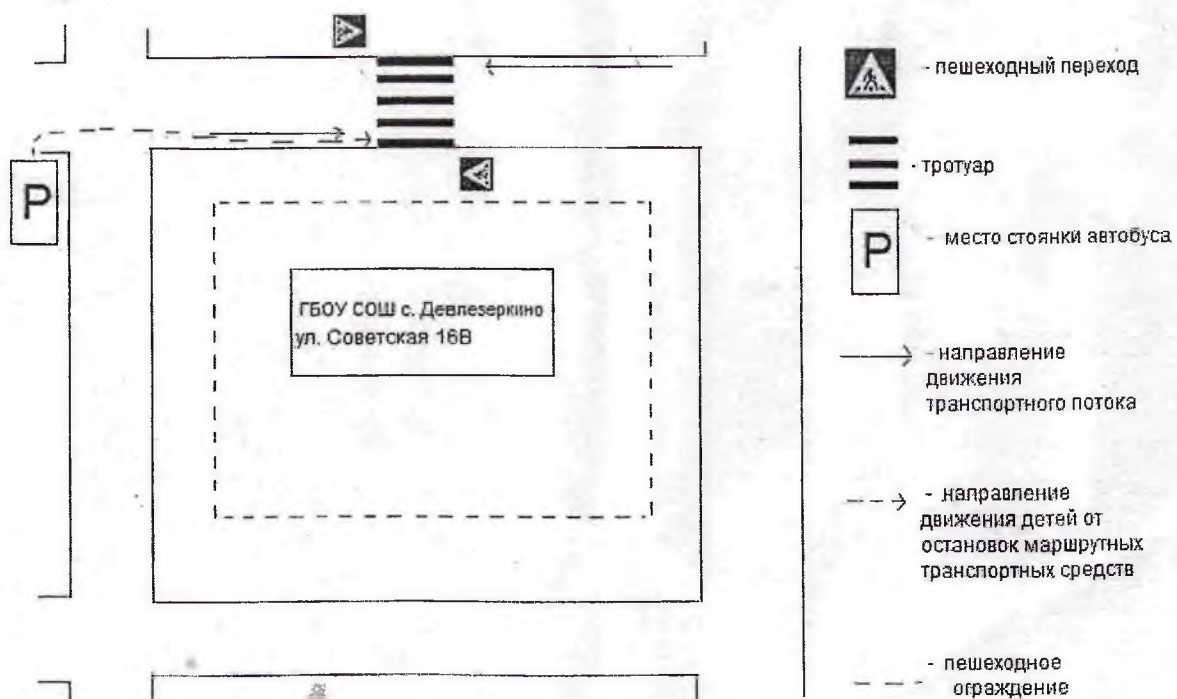 P
ГБОУ СОШ с. Девлезеркино
ул. Советская 16В
- пешеходный переход
- тротуар
P
- место стоянки автобуса
- направление
движения
транспортного потока
- направление
движения детей от
остановок маршрутных
транспортных средств
- пешеходное
ограждение